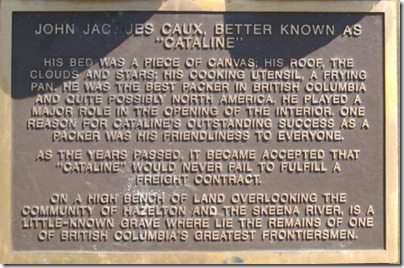 JOHN JAC. JES CAUX, BETTER KNOWN AS
"CATALINE"
HIS BED WAS A PIECE OF CANVAS; HIS ROOF, THE
CLOUDS AND STARS; HIS COOKING UTENSIL, A FRYING
PAN. HE WAS THE BEST PACKER IN BRITISH COLUMBIA
AND QUITE POSSIBLY NORTH AMERICA. HE PLAYED A
MAJOR ROLE IN THE OPENING OF THE INTERIOR. ONE
REASON FOR CATALINE'S OUTSTANDING SUCCESS AS A
PACKER WAS HIS FRIENDLINESS TO EVERYONE.
AS THE YEARS PASSED, IT BECAME ACCEPTED THAT
"CATALINE" WOULD NEVER FAIL TO FULFILL A
FREIGHT CONTRACT.
ON A HIGH BENCH OF LAND OVERLOOKING THE
COMMUNITY OF HAZELTON AND THE SKEENA RIVER, IS A
LITTLE-KNOWN GRAVE WHERE LIE THE REMAINS OF ONE
OF BRITISH COLUMBIA'S GREATEST FRONTIERSMEN.